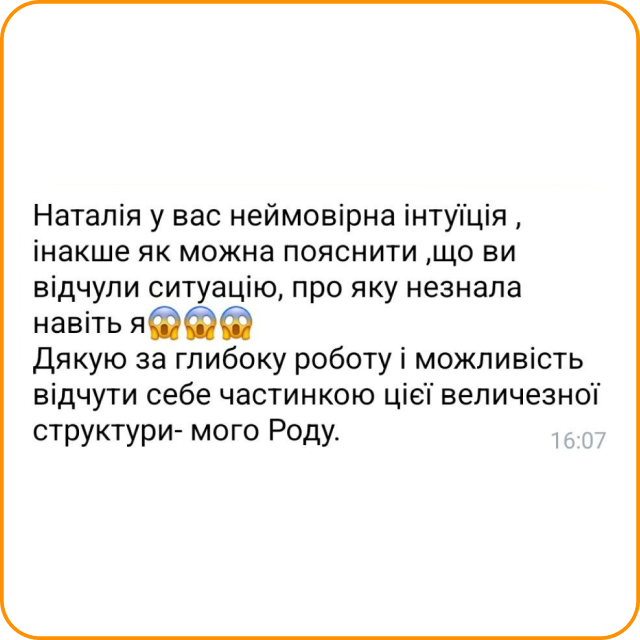 Наталія у вас неймовірна інтуїція ,
інакше як можна пояснити ,що ви
відчули ситуацію, про яку незнала
навіть я😱😱😱
Дякую за глибоку роботу і можливість
відчути себе частинкою цієї величезної
структури- мого Роду.
16:07